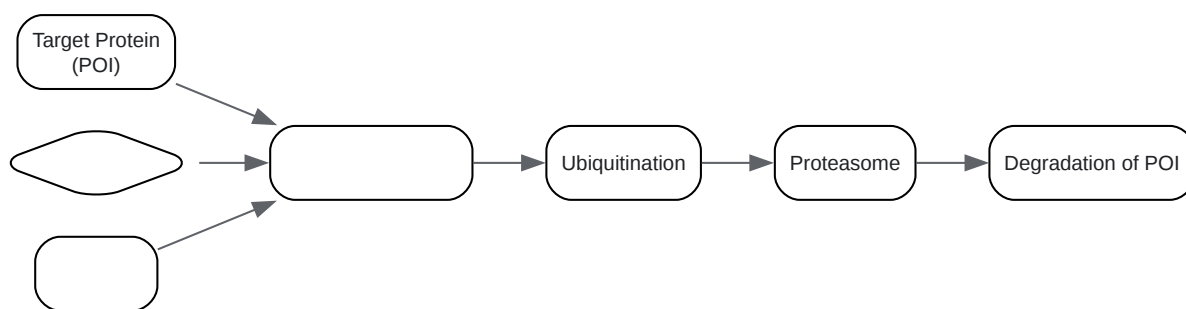 Target Protein
(POI)
Ubiquitination
Proteasome
Degradation of POI